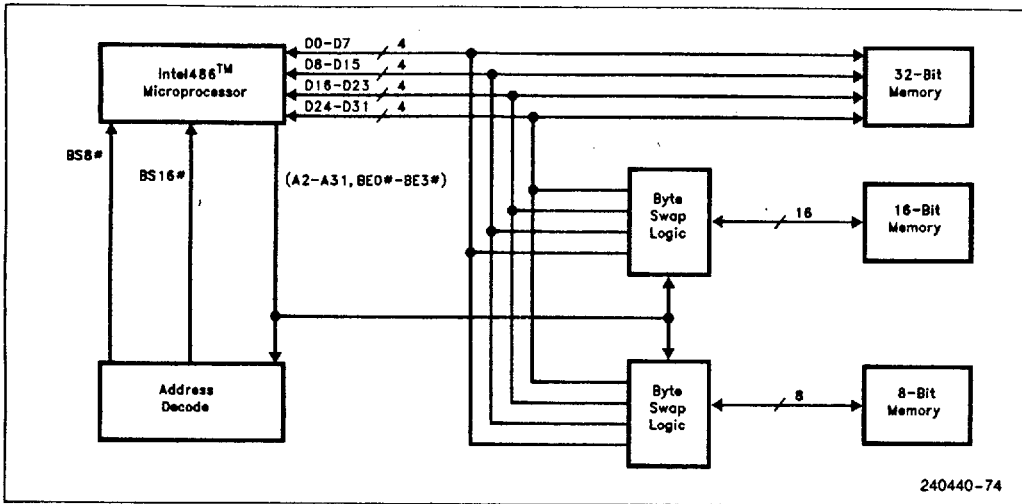 Intel486™
Microprocessor
D0-D7 4
D8-D15 4
D16-D23 4
D24-D31 4
32-Bit
Memory
BS8#
BS16#
(A2-A31, BE0#-BE3#)
Byte
Swap
Logic
16
16-Bit
Memory
Address
Decode
Byte
Swap
Logic
8
8-Bit
Memory
240440-74